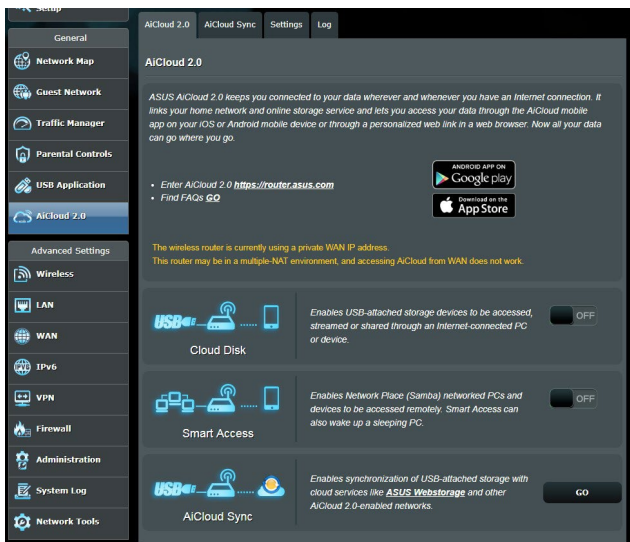 Setup
General
Network Map
Guest Network
Traffic Manager
Parental Controls
USB Application
AiCloud 2.0
Advanced Settings
Wireless
LAN
WAN
IPv6
VPN
Firewall
Administration
System Log
Network Tools
AiCloud 2.0 AiCloud Sync Settings Log
AiCloud 2.0
ASUS AiCloud 2.0 keeps you connected to your data wherever and whenever you have an Internet connection. It
links your home network and online storage service and lets you access your data through the AiCloud mobile
app on your iOS or Android mobile device or through a personalized web link in a web browser. Now all your data
can go where you go.
• Enter AiCloud 2.0 https://router.asus.com
• Find FAQs GO
ANDROID APP ON
Google play
Download on the
App Store
The wireless router is currently using a private WAN IP address.
This router may be in a multiple-NAT environment, and accessing AiCloud from WAN does not work.
USB
Cloud Disk
Enables USB-attached storage devices to be accessed,
streamed or shared through an Internet-connected PC
or device.
OFF
Smart Access
Enables Network Place (Samba) networked PCs and
devices to be accessed remotely. Smart Access can
also wake up a sleeping PC.
OFF
USB
AiCloud Sync
Enables synchronization of USB-attached storage with
cloud services like ASUS Webstorage and other
AiCloud 2.0-enabled networks.
GO